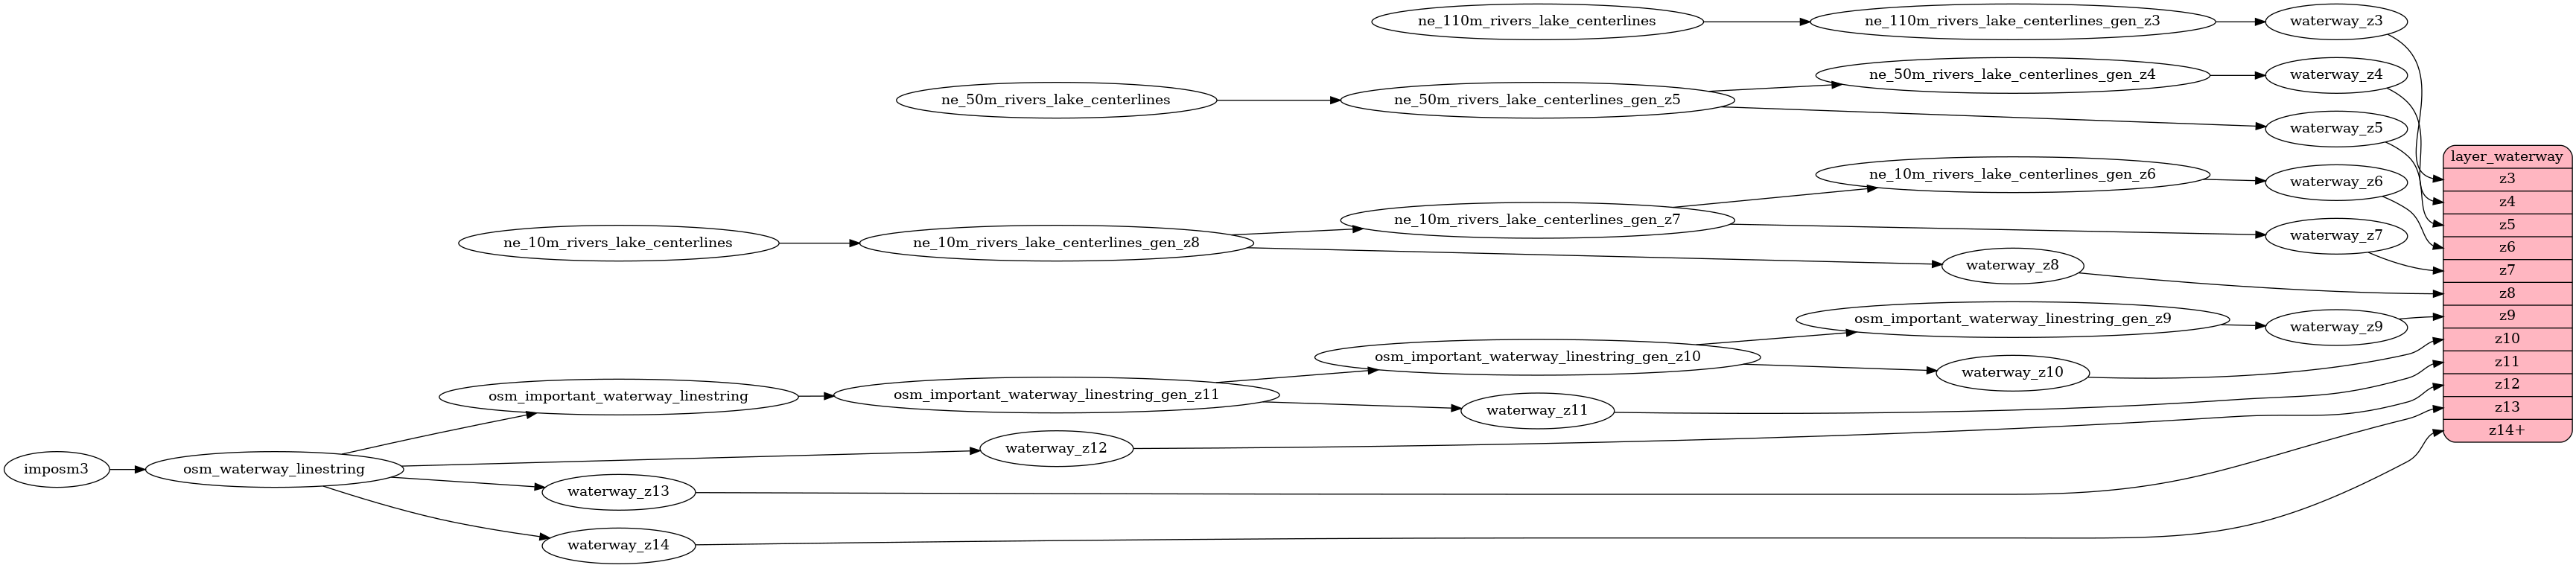 ne_110m_rivers_lake_centerlines
ne_110m_rivers_lake_centerlines_gen_z3
waterway_z3
ne_50m_rivers_lake_centerlines
ne_50m_rivers_lake_centerlines_gen_z5
ne_50m_rivers_lake_centerlines_gen_z4
waterway_z4
waterway_z5
ne_10m_rivers_lake_centerlines
ne_10m_rivers_lake_centerlines_gen_z8
ne_10m_rivers_lake_centerlines_gen_z7
ne_10m_rivers_lake_centerlines_gen_z6
waterway_z6
waterway_z7
waterway_z8
imposm3
osm_waterway_linestring
osm_important_waterway_linestring
osm_important_waterway_linestring_gen_z11
osm_important_waterway_linestring_gen_z10
osm_important_waterway_linestring_gen_z9
waterway_z9
waterway_z10
waterway_z11
waterway_z12
waterway_z13
waterway_z14
layer_waterway
z3
z4
z5
z6
z7
z8
z9
z10
z11
z12
z13
z14+